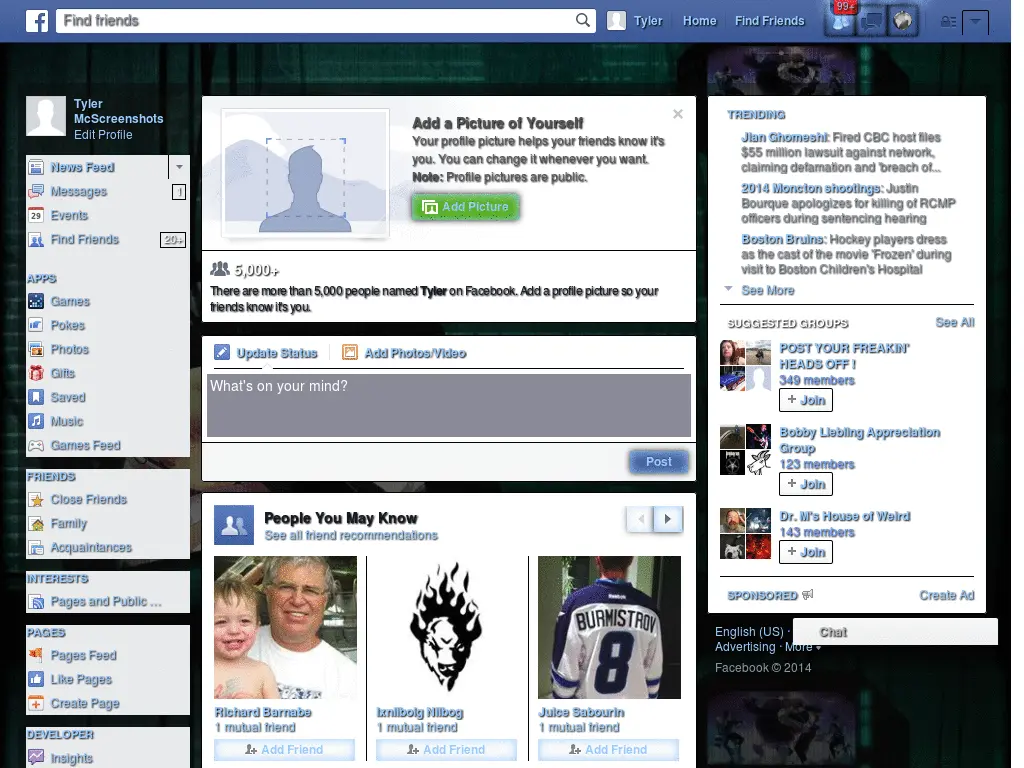 Find friends
Tyler
Home
Find Friends
99+
Tyler
McScreenshots
Edit Profile
News Feed
Messages
1
29
Events
Find Friends
20+
APPS
Games
Pokes
Photos
Gifts
Saved
Music
Games Feed
FRIENDS
Close Friends
Family
Acquaintances
INTERESTS
Pages and Public ...
PAGES
Pages Feed
Like Pages
Create Page
DEVELOPER
Insights
Add a Picture of Yourself
Your profile picture helps your friends know it's
you. You can change it whenever you want.
Note: Profile pictures are public.
Add Picture
5,000+
There are more than 5,000 people named Tyler on Facebook. Add a profile picture so your
friends know it's you.
Update Status
Add Photos/Video
What's on your mind?
Post
People You May Know
See all friend recommendations
Reebok
BURMISTROV
8
Richard Barnabe
1 mutual friend
Add Friend
Ixnilbolg Nilbog
1 mutual friend
Add Friend
Juice Sabourin
1 mutual friend
Add Friend
TRENDING
Jian Ghomeshi: Fired CBC host files
$55 million lawsuit against network,
claiming defamation and 'breach of...
2014 Moncton shootings: Justin
Bourque apologizes for killing of RCMP
officers during sentencing hearing
Boston Bruins: Hockey players dress
as the cast of the movie 'Frozen' during
visit to Boston Children's Hospital
See More
SUGGESTED GROUPS
See All
POST YOUR FREAKIN'
HEADS OFF !
349 members
+ Join
Bobby Liebling Appreciation
Group
123 members
+ Join
Dr. M's House of Weird
143 members
+ Join
SPONSORED
Create Ad
English (US) ·
Advertising · More
Facebook © 2014
Chat